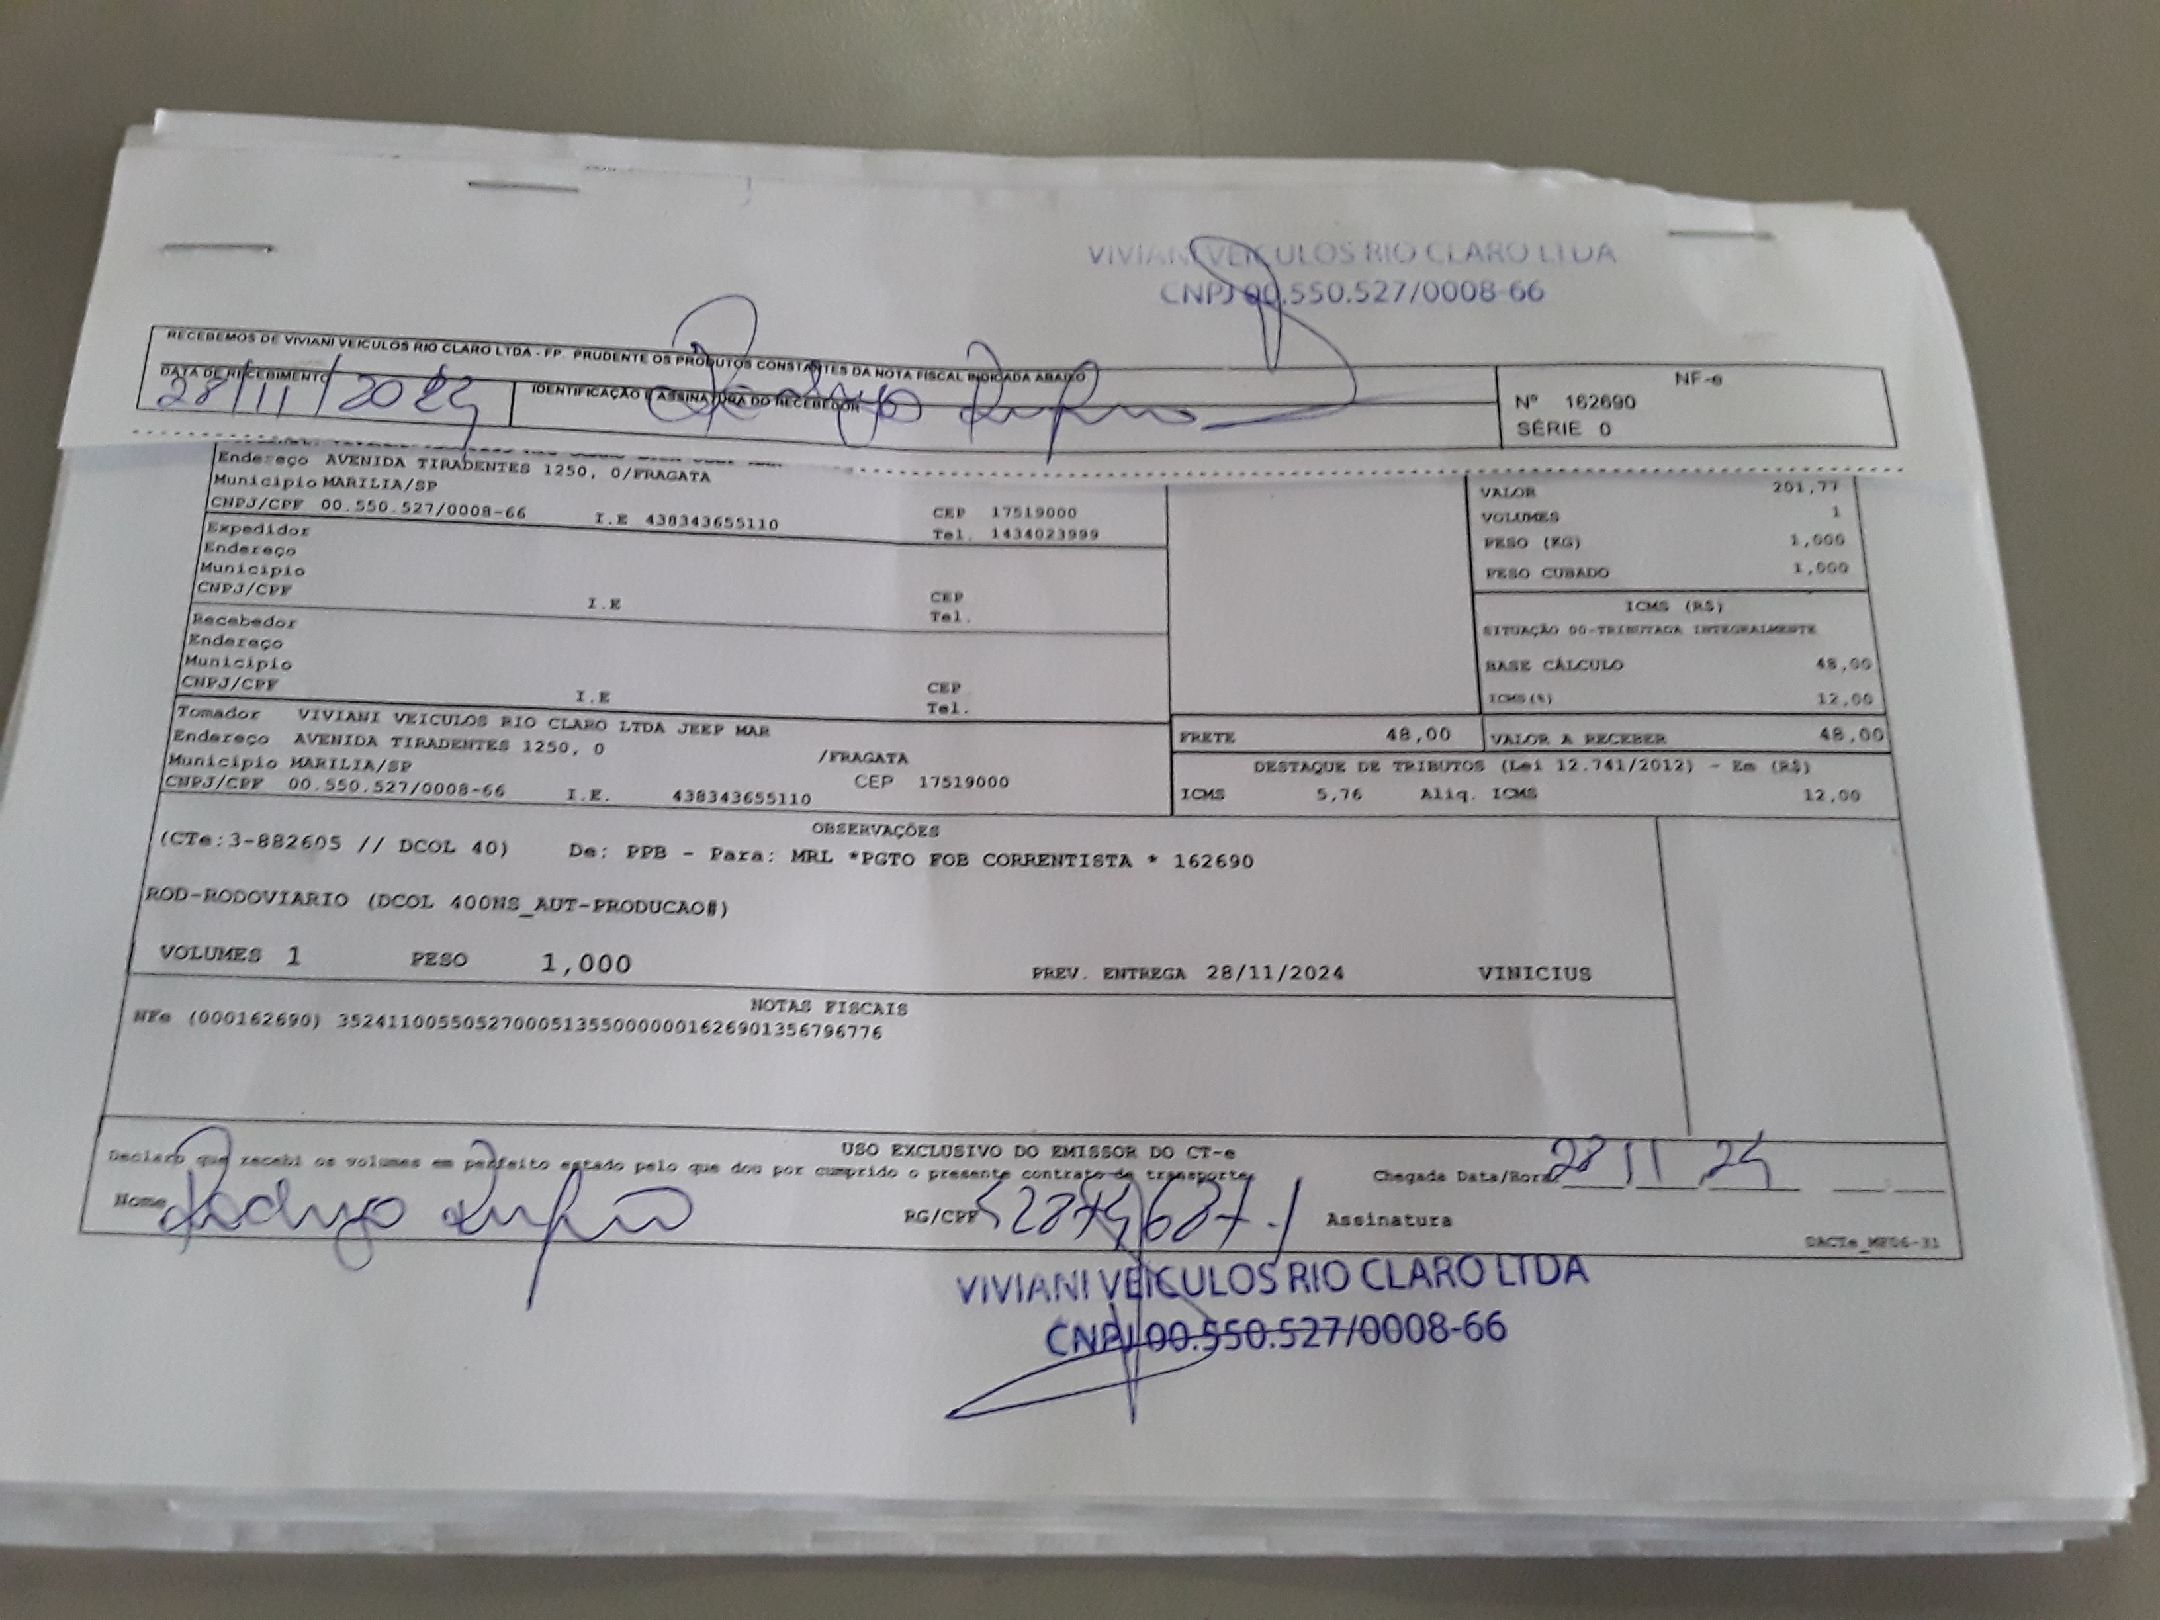 VIVIANI VEICULOS RIO CLARO LTDA
CNPJ 00.550.527/0008-66
RECEBEMOS DE VIVIANI VEICULOS RIO CLARO LTDA - FP. PRUDENTE OS PRODUTOS CONSTANTES DA NOTA FISCAL INDICADA ABAIXO
DATA DE RECEBIMENTO
28/11/2024
IDENTIFICAÇÃO E ASSINATURA DO RECEBEDOR
Rodrygo Rufino
NF-e
Nº 162690
SÉRIE 0
Endereço AVENIDA TIRADENTES 1250, 0/FRAGATA
Municipio MARILIA/SP
CNPJ/CPF 00.550.527/0008-66 I.E 438343655110 CEP 17519000
Tel. 1434023999
Expedidor
Endereço
Municipio
CNPJ/CPF I.E CEP
Tel.
Recebedor
Endereço
Municipio
CNPJ/CPF I.E CEP
Tel.
Tomador VIVIANI VEICULOS RIO CLARO LTDA JEEP MAR
Endereço AVENIDA TIRADENTES 1250, 0 /FRAGATA
Municipio MARILIA/SP CEP 17519000
CNPJ/CPF 00.550.527/0008-66 I.E. 438343655110
VALOR 201,77
VOLUMES 1
PESO (KG) 1,000
PESO CUBADO 1,000
ICMS (R$)
SITUAÇÃO 00-TRIBUTADA INTEGRALMENTE
BASE CÁLCULO 48,00
ICMS(%) 12,00
FRETE 48,00 VALOR A RECEBER 48,00
DESTAQUE DE TRIBUTOS (Lei 12.741/2012) - Em (R$)
ICMS 5,76 Aliq. ICMS 12,00
OBSERVAÇÕES
(CTe:3-882605 // DCOL 40) De: PPB - Para: MRL *PGTO FOB CORRENTISTA * 162690
ROD-RODOVIARIO (DCOL 400NS_AUT-PRODUCAO#)
VOLUMES 1 PESO 1,000 PREV. ENTREGA 28/11/2024 VINICIUS
NOTAS FISCAIS
NFe (000162690) 35241100550527000513550000001626901356796776
USO EXCLUSIVO DO EMISSOR DO CT-e
Declaro que recebi os volumes em perfeito estado pelo que dou por cumprido o presente contrato de transporte
Chegada Data/Hora 28 11 24
Nome Rodrygo Rufino RG/CPF Assinatura
DACTe_MP06-31
VIVIANI VEICULOS RIO CLARO LTDA
CNPJ 00.550.527/0008-66